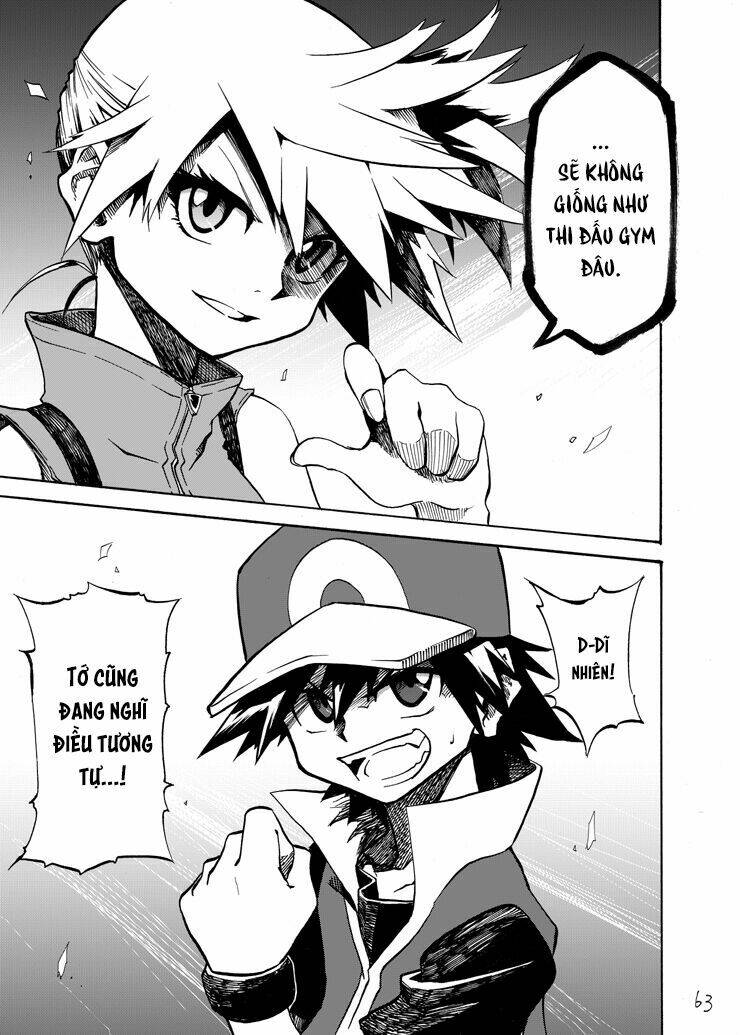 ...
SẼ KHÔNG
GIỐNG NHƯ
THI ĐẤU GYM
ĐÂU.
D-DĨ
NHIÊN!
TỚ CŨNG
ĐANG NGHĨ
ĐIỀU TƯƠNG
TỰ...!
63